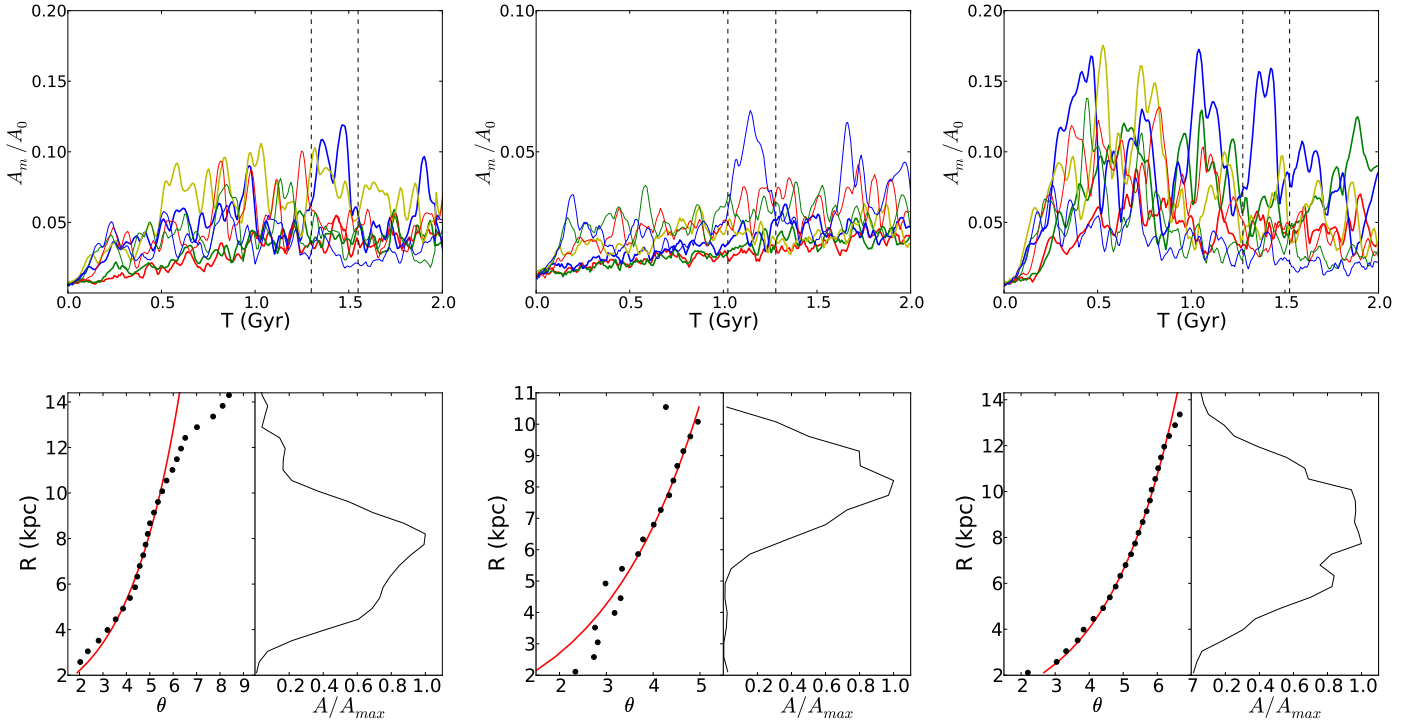 0.20
0.15
0.10
0.05
A_m/A_0
0.0 0.5 1.0 1.5 2.0
T (Gyr)
0.10
0.05
A_m/A_0
0.0 0.5 1.0 1.5 2.0
T (Gyr)
0.20
0.15
0.10
0.05
A_m/A_0
0.0 0.5 1.0 1.5 2.0
T (Gyr)
14
12
10
8
6
4
2
R (kpc)
2 3 4 5 6 7 8 9
θ
0.2 0.4 0.6 0.8 1.0
A/A_max
11
10
9
8
7
6
5
4
3
2
R (kpc)
2 3 4 5
θ
0.2 0.4 0.6 0.8 1.0
A/A_max
14
12
10
8
6
4
2
R (kpc)
2 3 4 5 6 7
θ
0.2 0.4 0.6 0.8 1.0
A/A_max